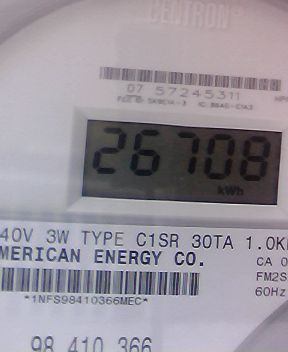 CENTRON®
07 57245311
26708
kWh
40V 3W TYPE C1SR 30TA 1.0K
MERICAN ENERGY CO.
CA 0
FM2S
60Hz
*1NFS98410366MEC*
98 410 366